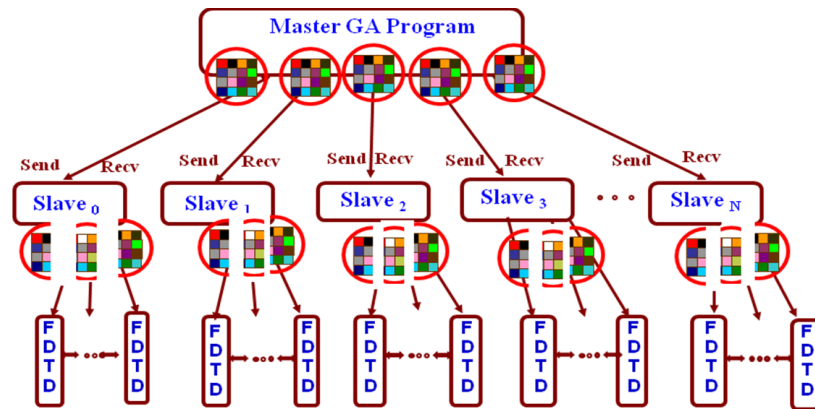 Master GA Program
Send Recv Send Recv Send Recv Send Recv Send Recv
Slave 0 Slave 1 Slave 2 Slave 3 Slave N
FDTD FDTD FDTD FDTD FDTD FDTD FDTD FDTD FDTD FDTD